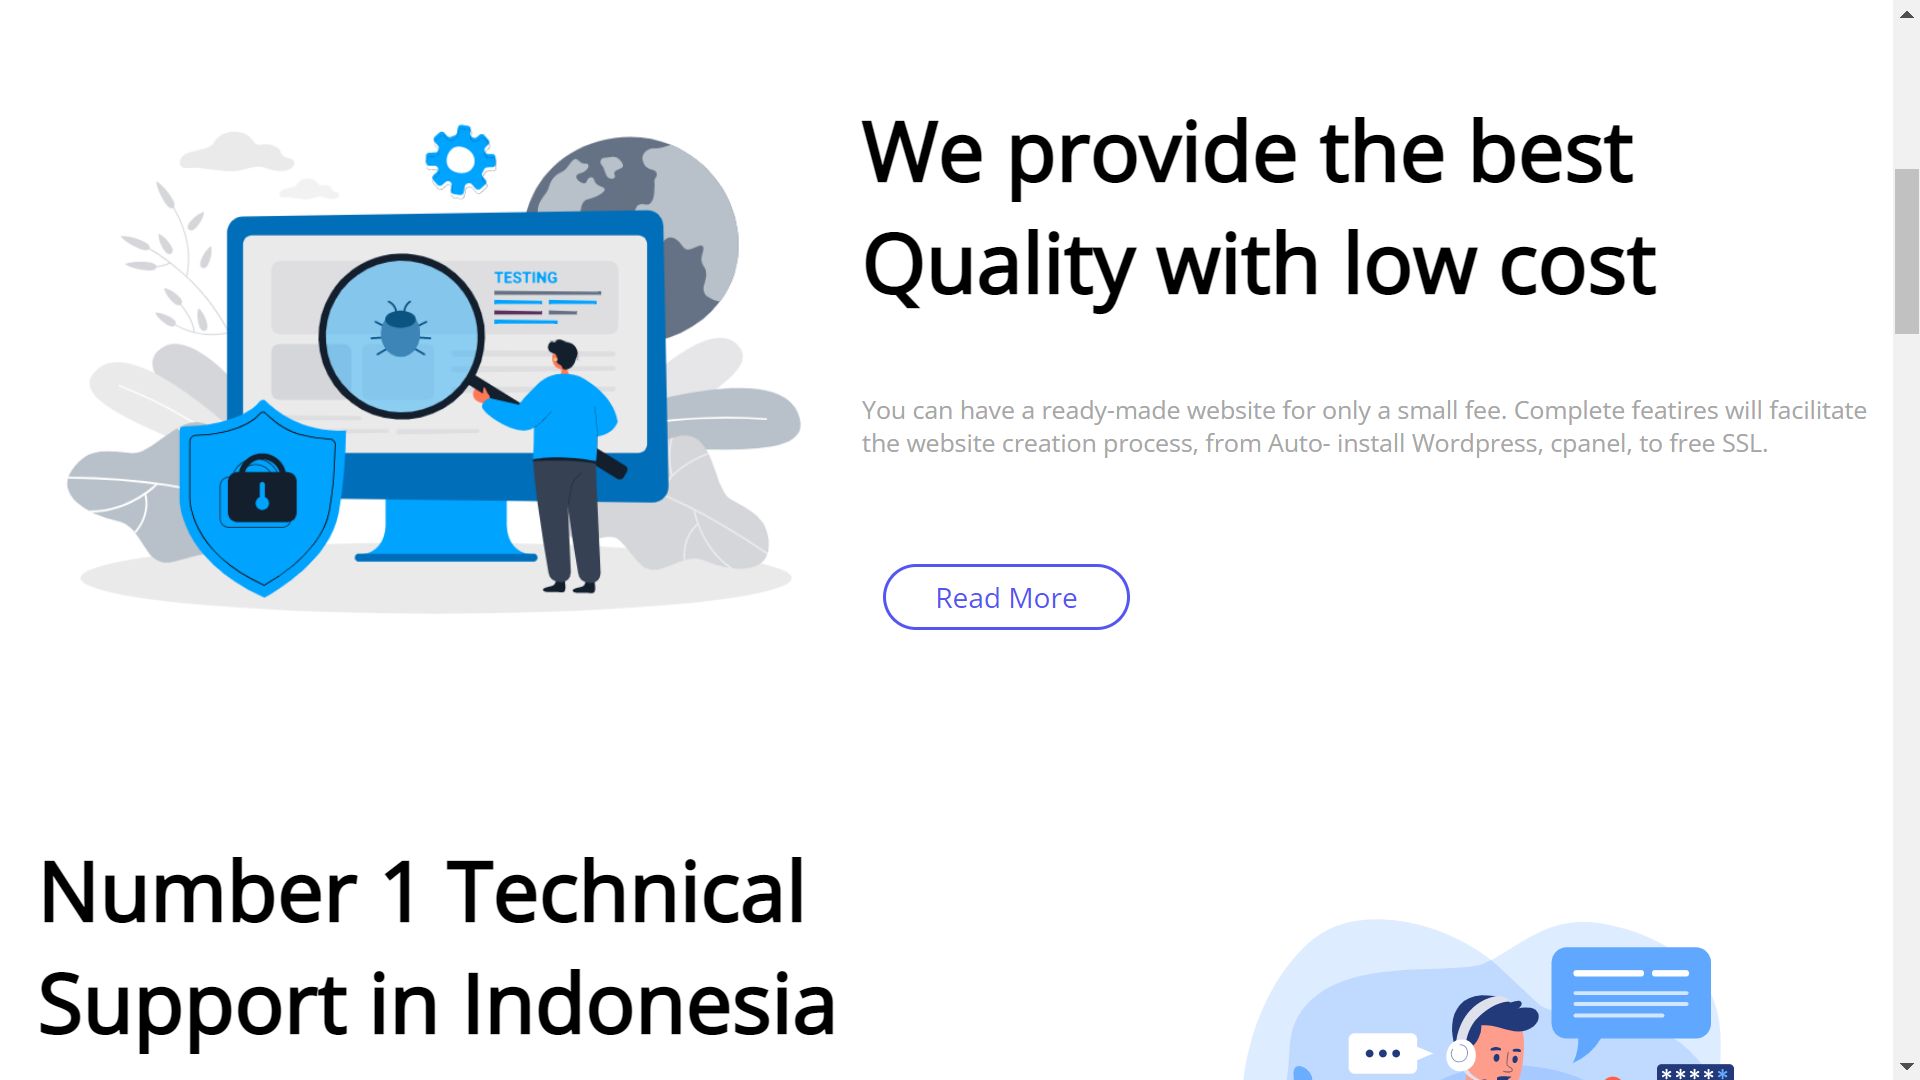 TESTING
We provide the best
Quality with low cost
You can have a ready-made website for only a small fee. Complete featires will facilitate
the website creation process, from Auto- install Wordpress, cpanel, to free SSL.
Read More
Number 1 Technical
Support in Indonesia
*****